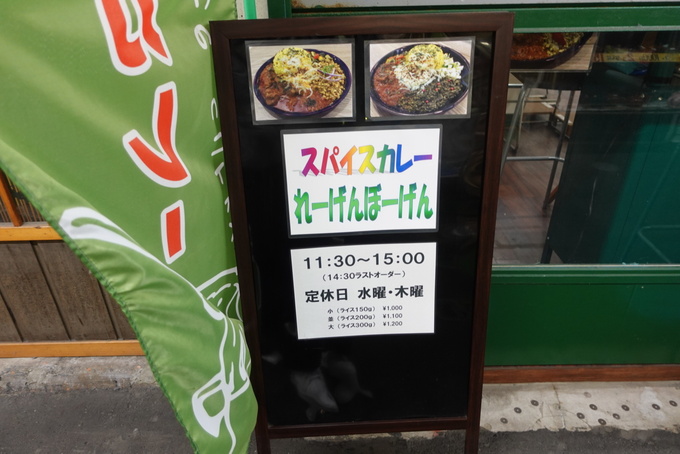 スパイスカレー
れーげんぼーげん
11:30～15:00
(14:30ラストオーダー)
定休日 水曜・木曜
小 (ライス150g) ¥1,000
並 (ライス200g) ¥1,100
大 (ライス300g) ¥1,200
カレー